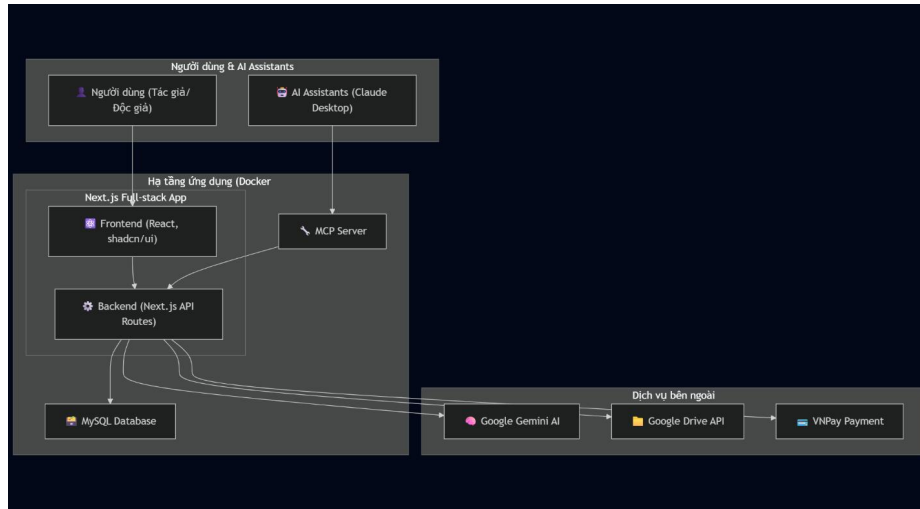 Người dùng & AI Assistants
Người dùng (Tác giả/
Độc giả)
AI Assistants (Claude
Desktop)
Hạ tầng ứng dụng (Docker
Next.js Full-stack App
Frontend (React,
shadcn/ui)
MCP Server
Backend (Next.js API
Routes)
MySQL Database
Dịch vụ bên ngoài
Google Gemini AI
Google Drive API
VNPay Payment